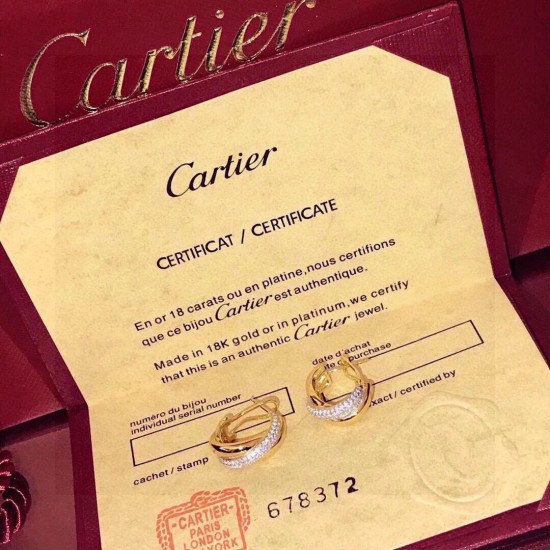 Cartier
Cartier
CERTIFICAT / CERTIFICATE
En or 18 carats ou en platine, nous certifions
que ce bijou Cartier est authentique.
Made in 18K gold or in platinum, we certify
that this is an authentic Cartier jewel.
numéro du bijou
individual serial number
date d'achat
purchase
cachet / stamp
exact / certified by
678372
CARTIER
PARIS
LONDON
YORK